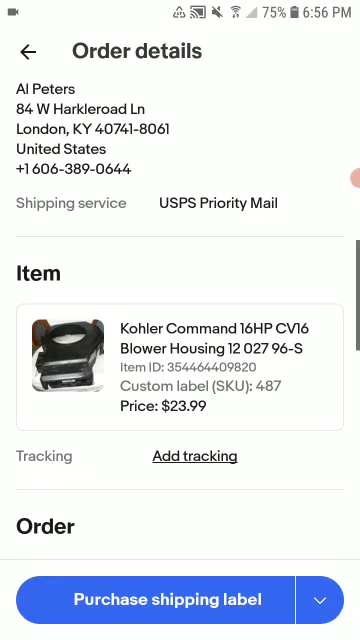 75% 6:56 PM
Order details
Al Peters
84 W Harkleroad Ln
London, KY 40741-8061
United States
+1 606-389-0644
Shipping service USPS Priority Mail
Item
Kohler Command 16HP CV16
Blower Housing 12 027 96-S
Item ID: 354464409820
Custom label (SKU): 487
Price: $23.99
Tracking Add tracking
Order
Purchase shipping label